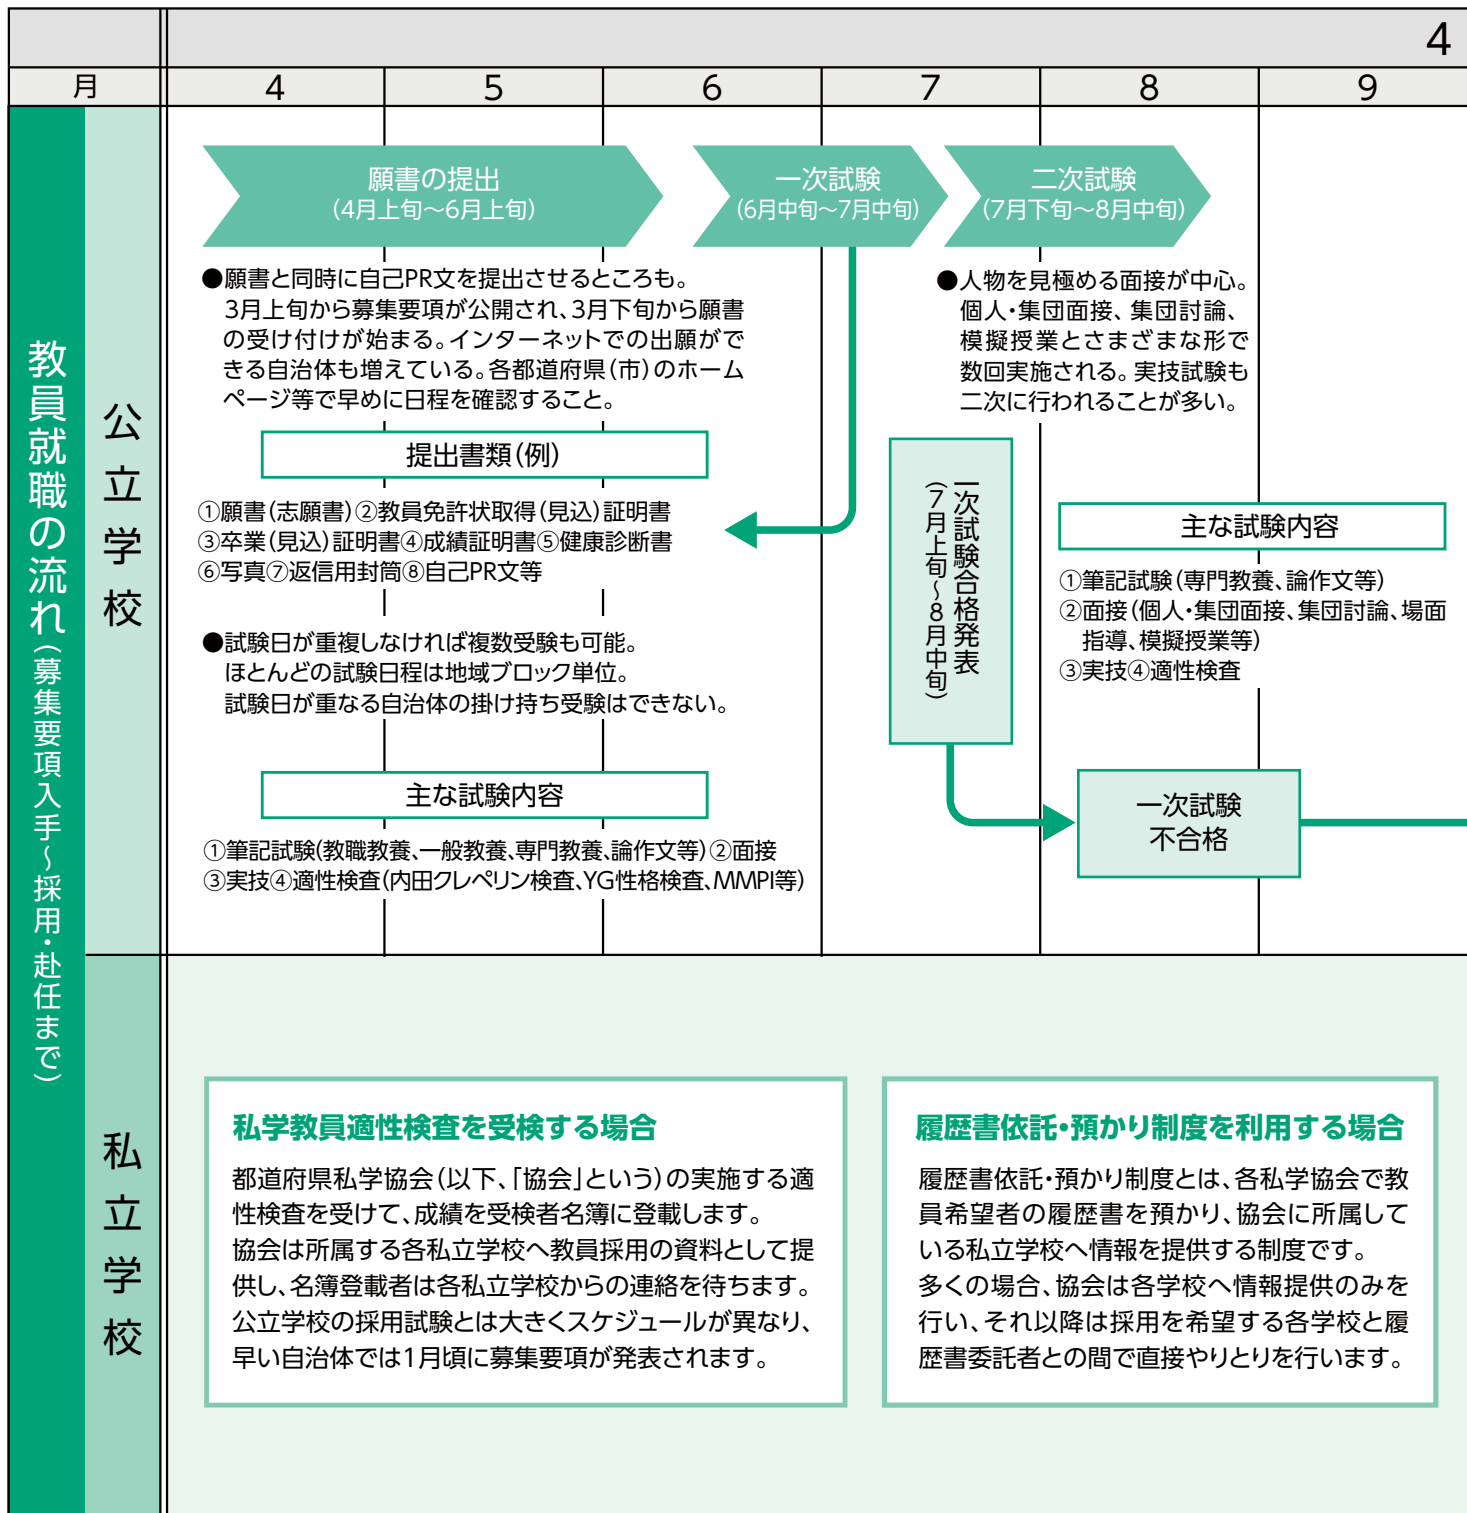 4
月
4
5
6
7
8
9
教員就職の流れ（募集要項入手～採用・赴任まで）
公立学校
願書の提出
（4月上旬～6月上旬）
一次試験
（6月中旬～7月中旬）
二次試験
（7月下旬～8月中旬）
●願書と同時に自己PR文を提出させるところも。
3月上旬から募集要項が公開され、3月下旬から願書
の受け付けが始まる。インターネットでの出願がで
きる自治体も増えている。各都道府県（市）のホーム
ページ等で早めに日程を確認すること。
提出書類（例）
①願書（志願書）②教員免許状取得（見込）証明書
③卒業（見込）証明書④成績証明書⑤健康診断書
⑥写真⑦返信用封筒⑧自己PR文等
●試験日が重複しなければ複数受験も可能。
ほとんどの試験日程は地域ブロック単位。
試験日が重なる自治体の掛け持ち受験はできない。
主な試験内容
①筆記試験(教職教養、一般教養、専門教養、論作文等)②面接
③実技④適性検査(内田クレペリン検査、YG性格検査、MMPI等)
一次試験合格発表
（7月上旬～8月中旬）
●人物を見極める面接が中心。
個人・集団面接、集団討論、
模擬授業とさまざまな形で
数回実施される。実技試験も
二次に行われることが多い。
主な試験内容
①筆記試験（専門教養、論作文等）
②面接（個人・集団面接、集団討論、場面
指導、模擬授業等）
③実技④適性検査
一次試験
不合格
私立学校
私学教員適性検査を受検する場合
都道府県私学協会（以下、「協会」という）の実施する適
性検査を受けて、成績を受検者名簿に登載します。
協会は所属する各私立学校へ教員採用の資料として提
供し、名簿登載者は各私立学校からの連絡を待ちます。
公立学校の採用試験とは大きくスケジュールが異なり、
早い自治体では1月頃に募集要項が発表されます。
履歴書依託・預かり制度を利用する場合
履歴書依託・預かり制度とは、各私学協会で教
員希望者の履歴書を預かり、協会に所属して
いる私立学校へ情報を提供する制度です。
多くの場合、協会は各学校へ情報提供のみを
行い、それ以降は採用を希望する各学校と履
歴書委託者との間で直接やりとりを行います。